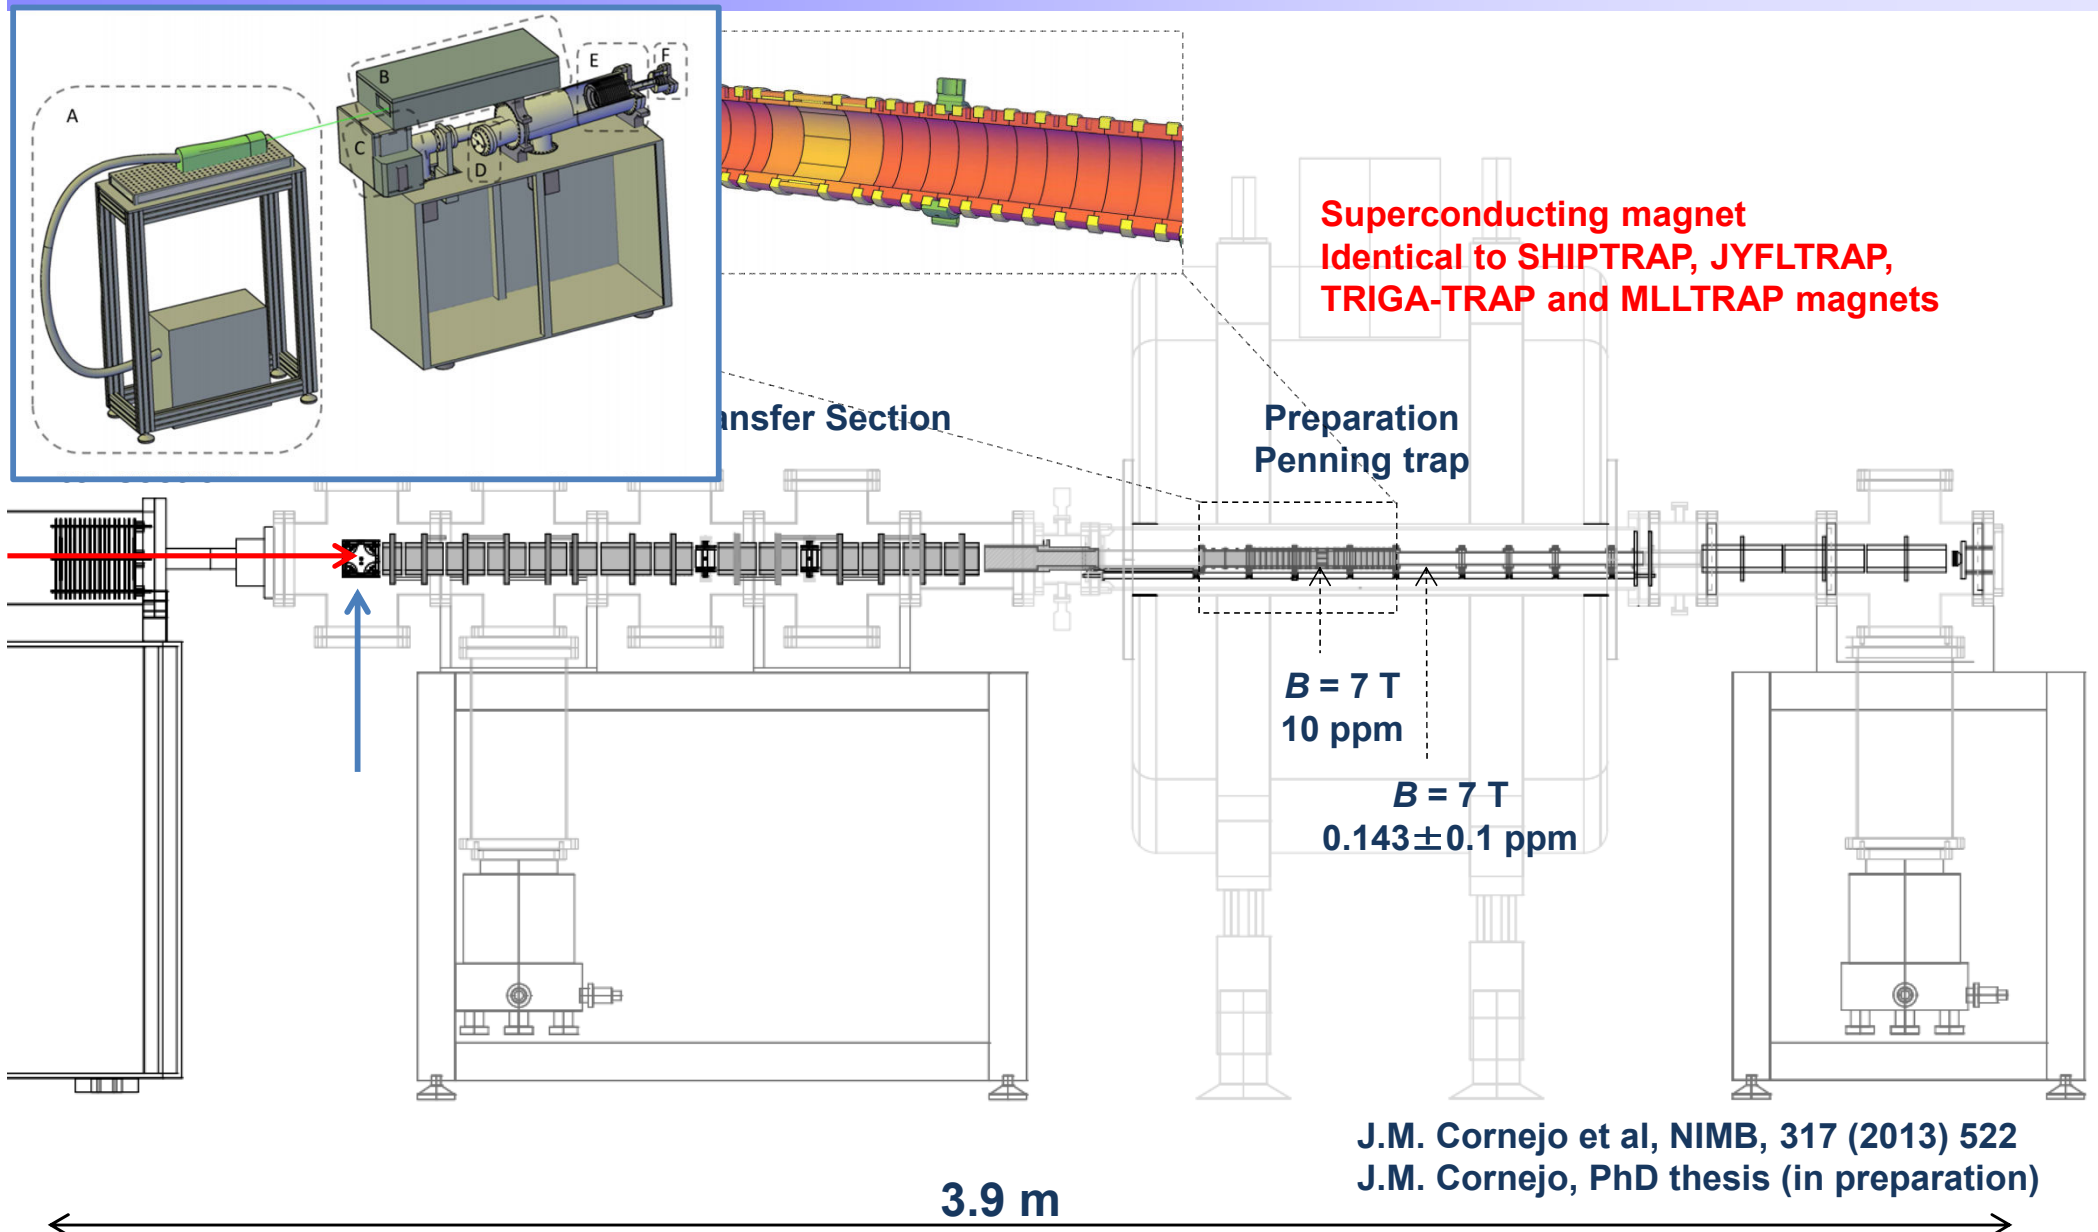 A
B
C
D
E
F
Superconducting magnet
Identical to SHIPTRAP, JYFLTRAP,
TRIGA-TRAP and MLLTRAP magnets
ansfer Section
Preparation
Penning trap
B = 7 T
10 ppm
B = 7 T
0.143±0.1 ppm
J.M. Cornejo et al, NIMB, 317 (2013) 522
J.M. Cornejo, PhD thesis (in preparation)
3.9 m